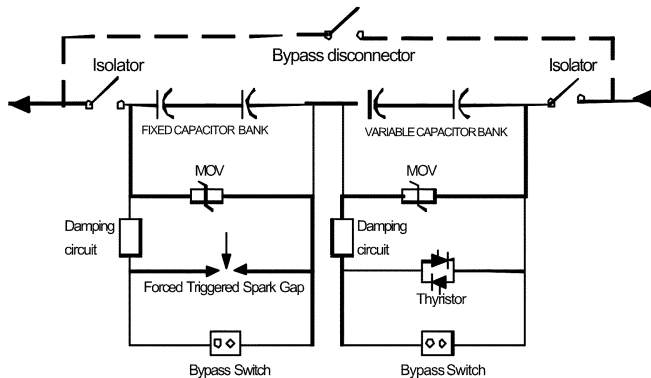 Bypass disconnector
Isolator
Isolator
FIXED CAPACITOR BANK
VARIABLE CAPACITOR BANK
MOV
MOV
Damping
circuit
Damping
circuit
Forced Triggered Spark Gap
Thyristor
Bypass Switch
Bypass Switch